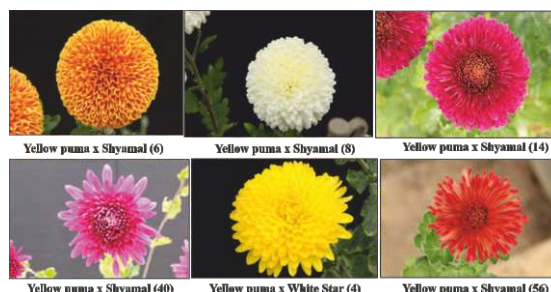 Yellow puma x Shyamal (6)
Yellow puma x Shyamal (8)
Yellow puma x Shyamal (14)
Yellow puma x Shyamal (40)
Yellow puma x White Star (4)
Yellow puma x Shyamal (56)